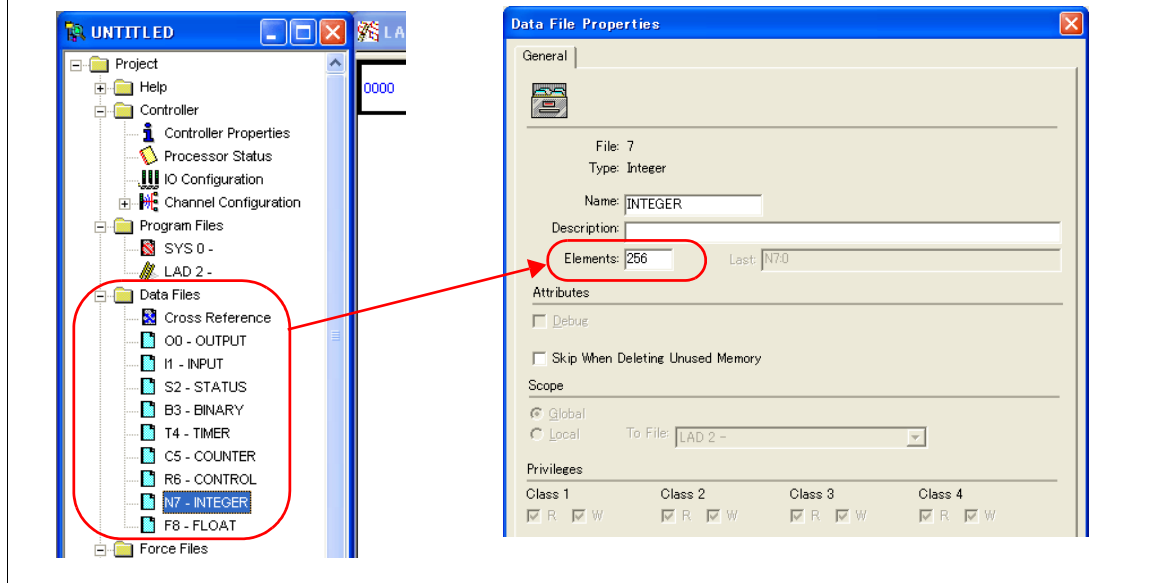 UNTITLED
Project
Help
Controller
Controller Properties
Processor Status
IO Configuration
Channel Configuration
Program Files
SYS 0 -
LAD 2 -
Data Files
Cross Reference
O0 - OUTPUT
I1 - INPUT
S2 - STATUS
B3 - BINARY
T4 - TIMER
C5 - COUNTER
R6 - CONTROL
N7 - INTEGER
F8 - FLOAT
Force Files
LA
0000
Data File Properties
General
File: 7
Type: Integer
Name: INTEGER
Description:
Elements: 256 Last: N7:0
Attributes
Debug
Skip When Deleting Unused Memory
Scope
Global
Local To File: LAD 2 -
Privileges
Class 1 Class 2 Class 3 Class 4
R W R W R W R W